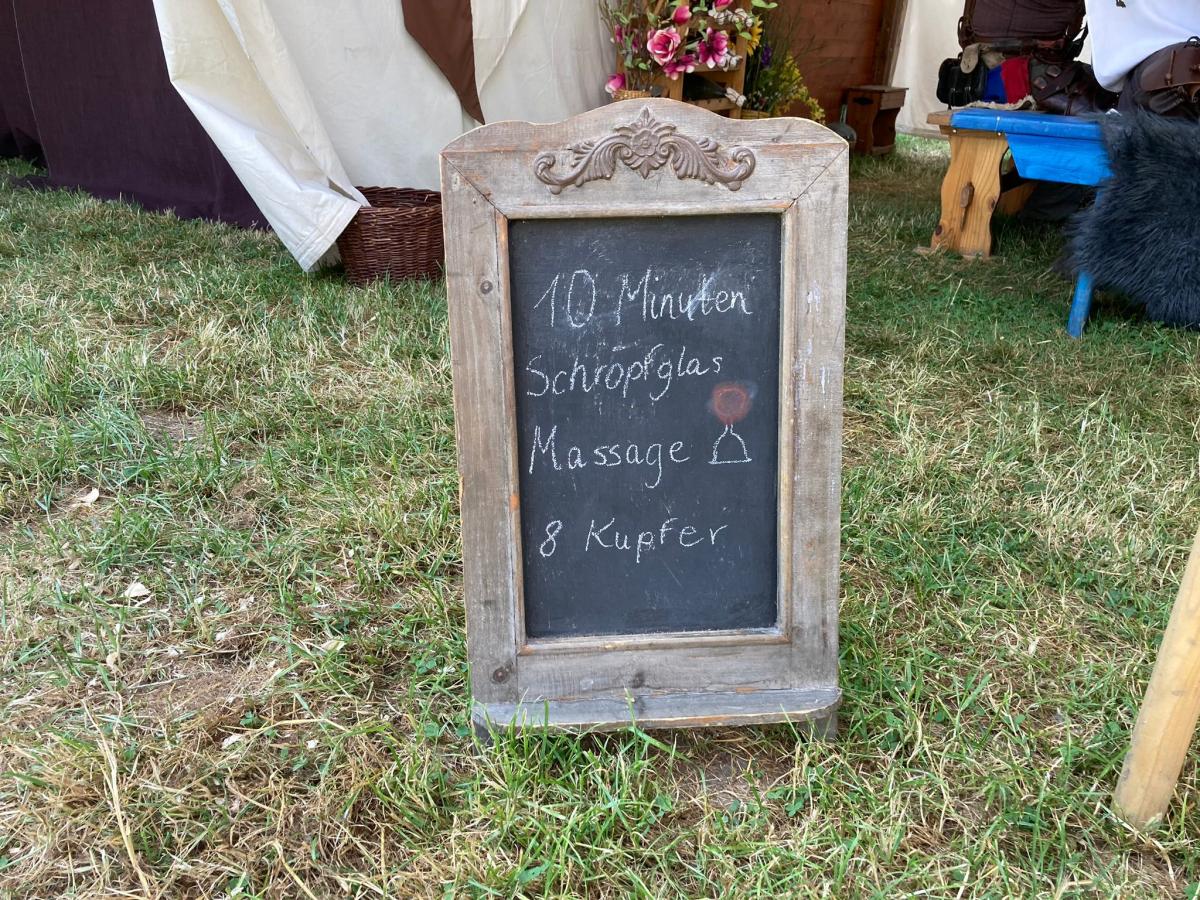 10 Minuten
Schröpfglas
Massage
8 Kupfer